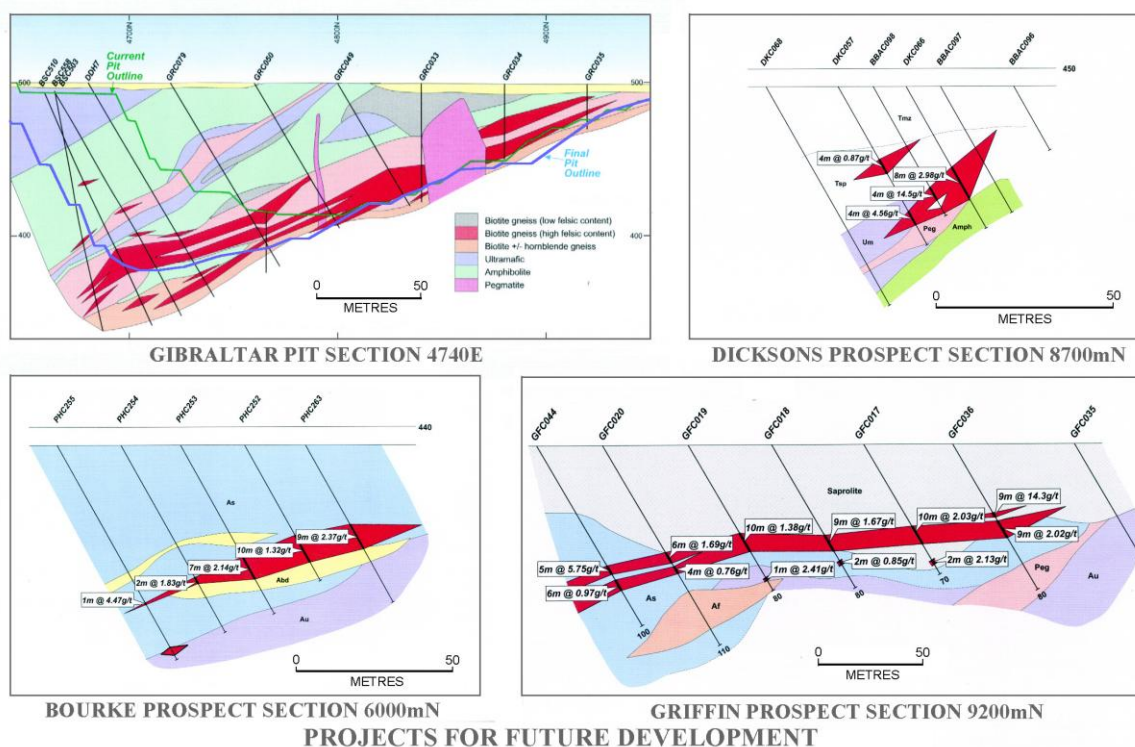 4700
4800
4900
BSC510
BSC503
DDH7
Current
Pit
Outline
GRC079
GRC050
GRC049
GRC033
GRC034
GRC035
500
500
400
400
Final
Pit
Outline
Biotite gneiss (low felsic content)
Biotite gneiss (high felsic content)
Biotite +/- hornblende gneiss
Ultramafic
Amphibolite
Pegmatite
0 50
METRES
GIBRALTAR PIT SECTION 4740E
DKC068
DKC057
BBAC098
DKC066
BBAC097
BBAC096
450
Tmz
4m @ 0.87g/t
8m @ 2.98g/t
Tsp
4m @ 14.5g/t
4m @ 4.56g/t
Um
Peg
Amph
0 50
METRES
DICKSONS PROSPECT SECTION 8700mN
PHC255
PHC254
PHC253
PHC252
PHC263
440
As
9m @ 2.37g/t
10m @ 1.32g/t
7m @ 2.14g/t
2m @ 1.83g/t
1m @ 4.47g/t
Abd
Au
0 50
METRES
BOURKE PROSPECT SECTION 6000mN
GFC044
GFC020
GFC019
GFC018
GFC017
GFC036
GFC035
Saprolite
9m @ 14.3g/t
10m @ 2.03g/t
9m @ 1.67g/t
10m @ 1.38g/t
6m @ 1.69g/t
9m @ 2.02g/t
5m @ 5.75g/t
4m @ 0.76g/t
1m @ 2.41g/t
2m @ 0.85g/t
2m @ 2.13g/t
6m @ 0.97g/t
As
Af
Peg
Au
70
70
80
80
80
100
110
0 50
METRES
GRIFFIN PROSPECT SECTION 9200mN
PROJECTS FOR FUTURE DEVELOPMENT